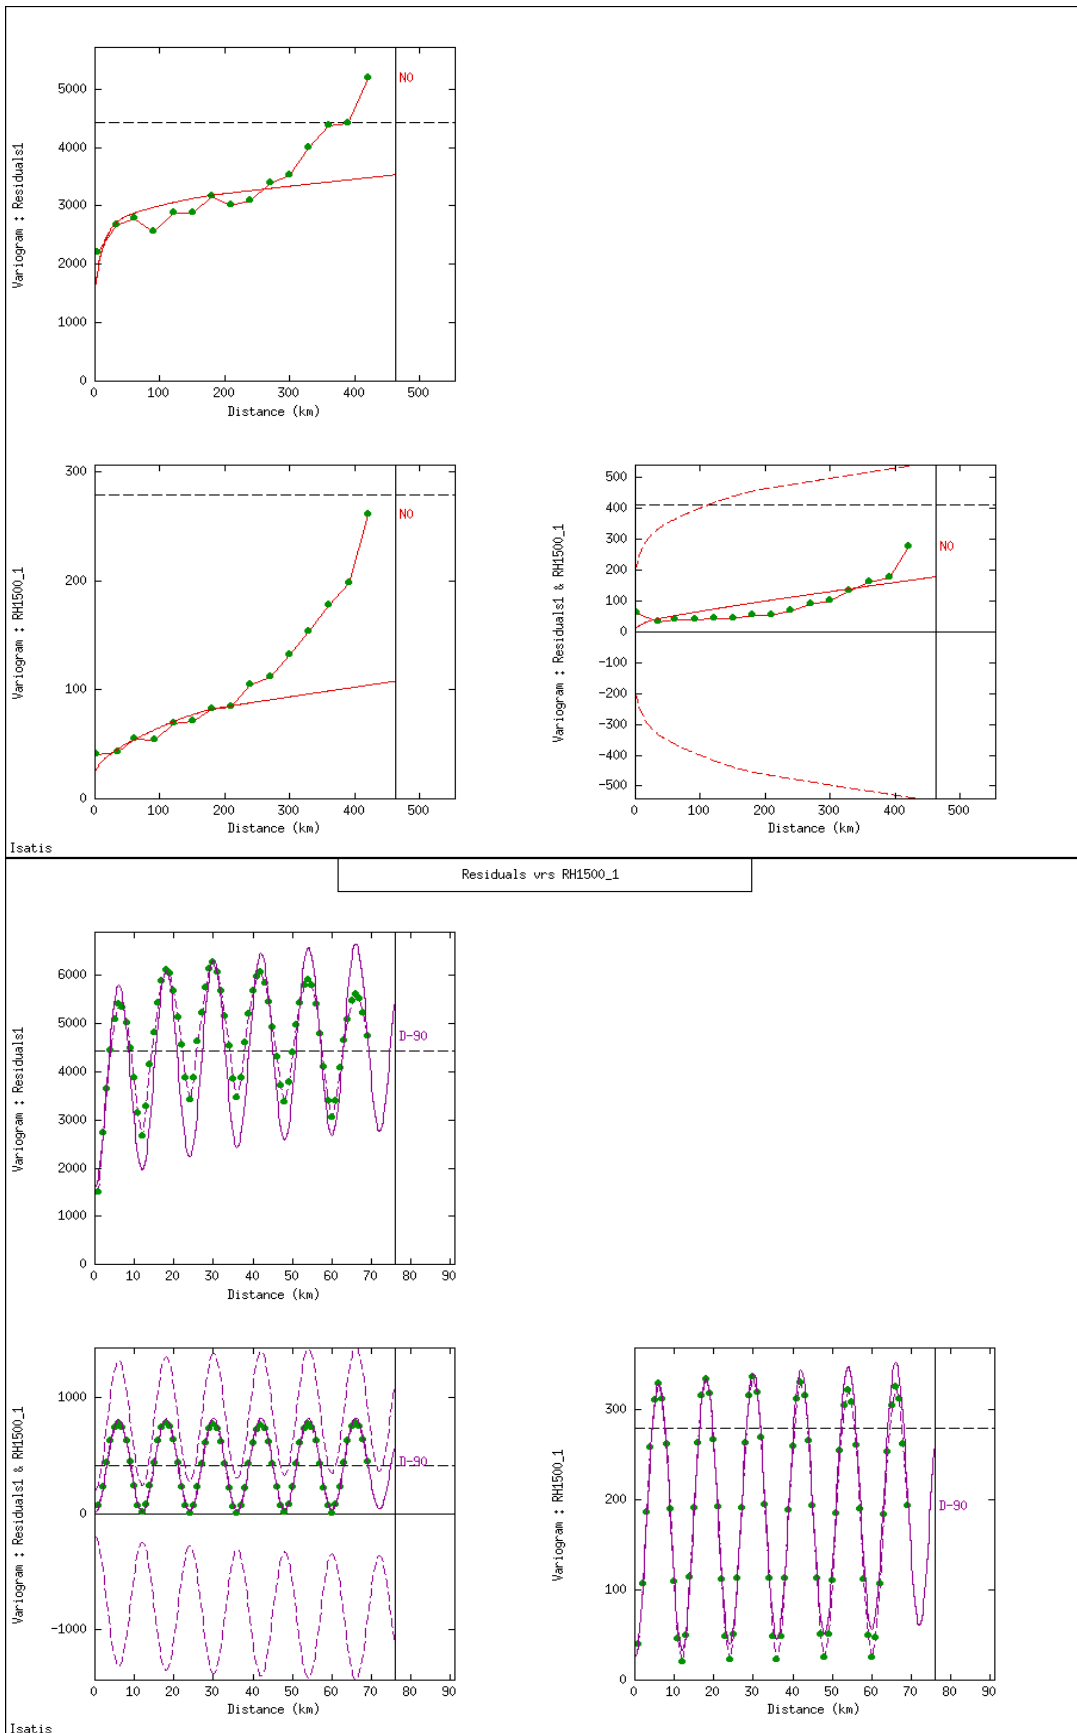 5000
4000
3000
2000
1000
0
Variogram : Residuals1
N0
0 100 200 300 400 500
Distance (km)
300
200
100
0
Variogram : RH1500_1
N0
0 100 200 300 400 500
Distance (km)
500
400
300
200
100
0
-100
-200
-300
-400
-500
Variogram : Residuals1 & RH1500_1
N0
0 100 200 300 400 500
Distance (km)
Isatis
Residuals vrs RH1500_1
6000
5000
4000
3000
2000
1000
0
Variogram : Residuals1
D-90
0 10 20 30 40 50 60 70 80 90
Distance (km)
1000
0
-1000
Variogram : Residuals1 & RH1500_1
D-90
0 10 20 30 40 50 60 70 80 90
Distance (km)
300
200
100
0
Variogram : RH1500_1
D-90
0 10 20 30 40 50 60 70 80 90
Distance (km)
Isatis